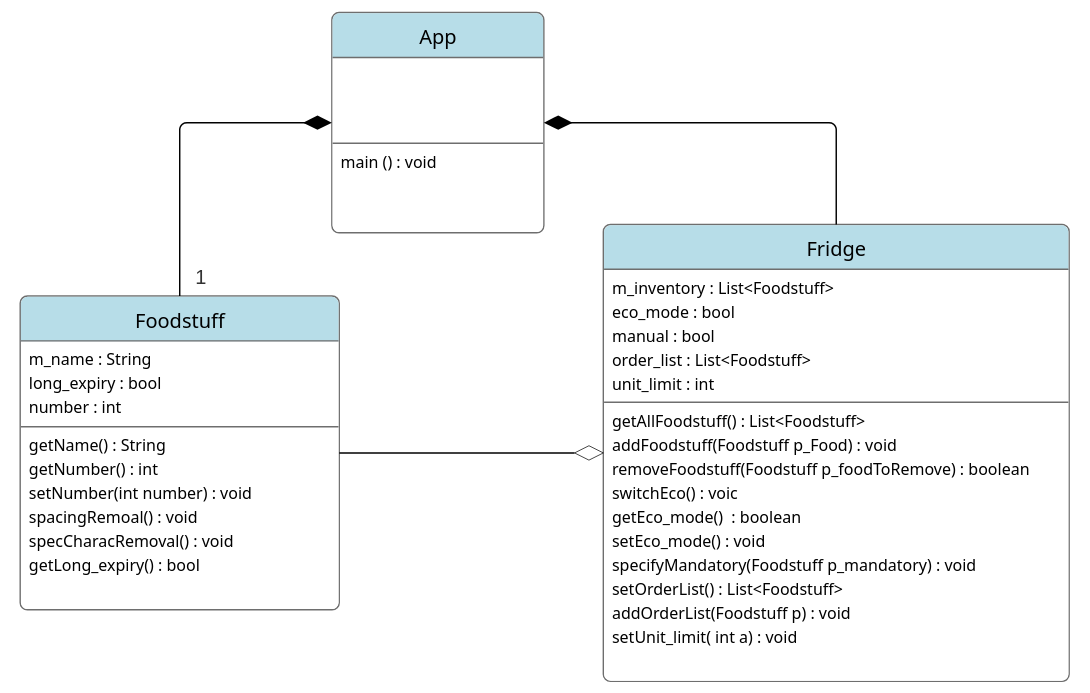 App
main () : void
1
Foodstuff
m_name : String
long_expiry : bool
number : int
getName() : String
getNumber() : int
setNumber(int number) : void
spacingRemoal() : void
specCharacRemoval() : void
getLong_expiry() : bool
Fridge
m_inventory : List<Foodstuff>
eco_mode : bool
manual : bool
order_list : List<Foodstuff>
unit_limit : int
getAllFoodstuff() : List<Foodstuff>
addFoodstuff(Foodstuff p_Food) : void
removeFoodstuff(Foodstuff p_foodToRemove) : boolean
switchEco() : voic
getEco_mode()  : boolean
setEco_mode() : void
specifyMandatory(Foodstuff p_mandatory) : void
setOrderList() : List<Foodstuff>
addOrderList(Foodstuff p) : void
setUnit_limit( int a) : void